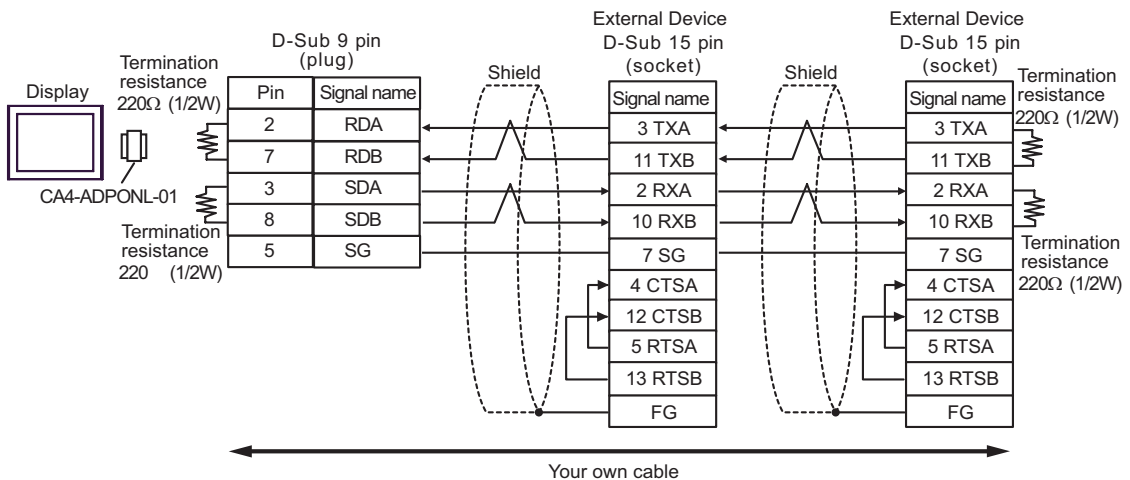 Display
CA4-ADPONL-01
Termination
resistance
220Ω (1/2W)
Termination
resistance
220 (1/2W)
D-Sub 9 pin
(plug)
Pin Signal name
2 RDA
7 RDB
3 SDA
8 SDB
5 SG
Shield
External Device
D-Sub 15 pin
(socket)
Signal name
3 TXA
11 TXB
2 RXA
10 RXB
7 SG
4 CTSA
12 CTSB
5 RTSA
13 RTSB
FG
Shield
External Device
D-Sub 15 pin
(socket)
Signal name
3 TXA
11 TXB
2 RXA
10 RXB
7 SG
4 CTSA
12 CTSB
5 RTSA
13 RTSB
FG
Termination
resistance
220Ω (1/2W)
Termination
resistance
220Ω (1/2W)
Your own cable